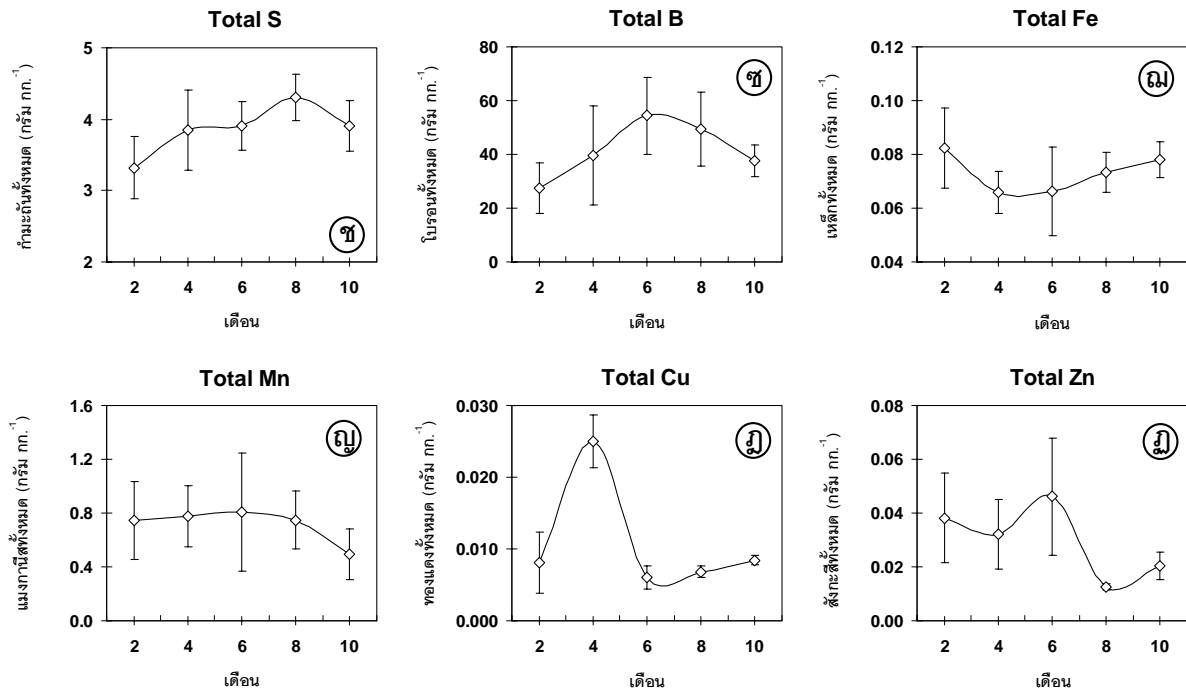 Total S
กำมะถันทั้งหมด (กรัม กก.-1)
5
4
3
2
2 4 6 8 10
เดือน
ช
Total B
โบรอนทั้งหมด (กรัม กก.-1)
80
60
40
20
0
2 4 6 8 10
เดือน
ซ
Total Fe
เหล็กทั้งหมด (กรัม กก.-1)
0.12
0.10
0.08
0.06
0.04
2 4 6 8 10
เดือน
ฌ
Total Mn
แมงกานีสทั้งหมด (กรัม กก.-1)
1.6
1.2
0.8
0.4
0.0
2 4 6 8 10
เดือน
ญ
Total Cu
ทองแดงทั้งหมด (กรัม กก.-1)
0.030
0.020
0.010
0.000
2 4 6 8 10
เดือน
ฎ
Total Zn
สังกะสีทั้งหมด (กรัม กก.-1)
0.08
0.06
0.04
0.02
0.00
2 4 6 8 10
เดือน
ฏ